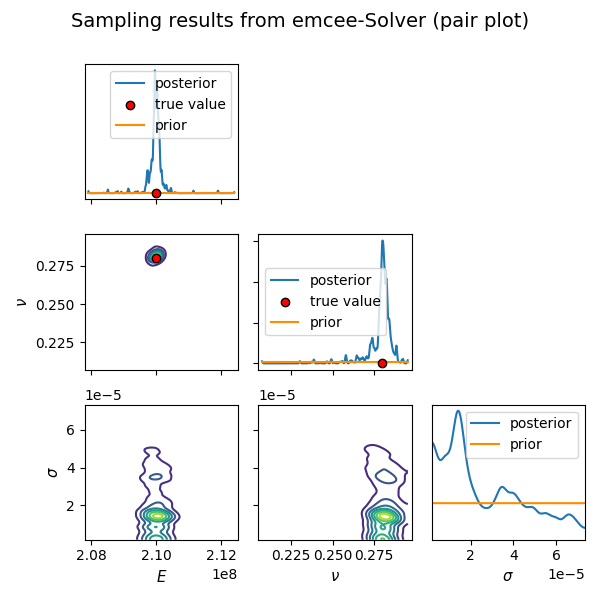 Sampling results from emcee-Solver (pair plot)
posterior
true value
prior
0.275
0.250
0.225
ν
posterior
true value
prior
1e−5
6
4
2
σ
1e−5
posterior
prior
2.08
2.10
2.12
1e8
E
0.225
0.250
0.275
ν
2
4
6
1e−5
σ